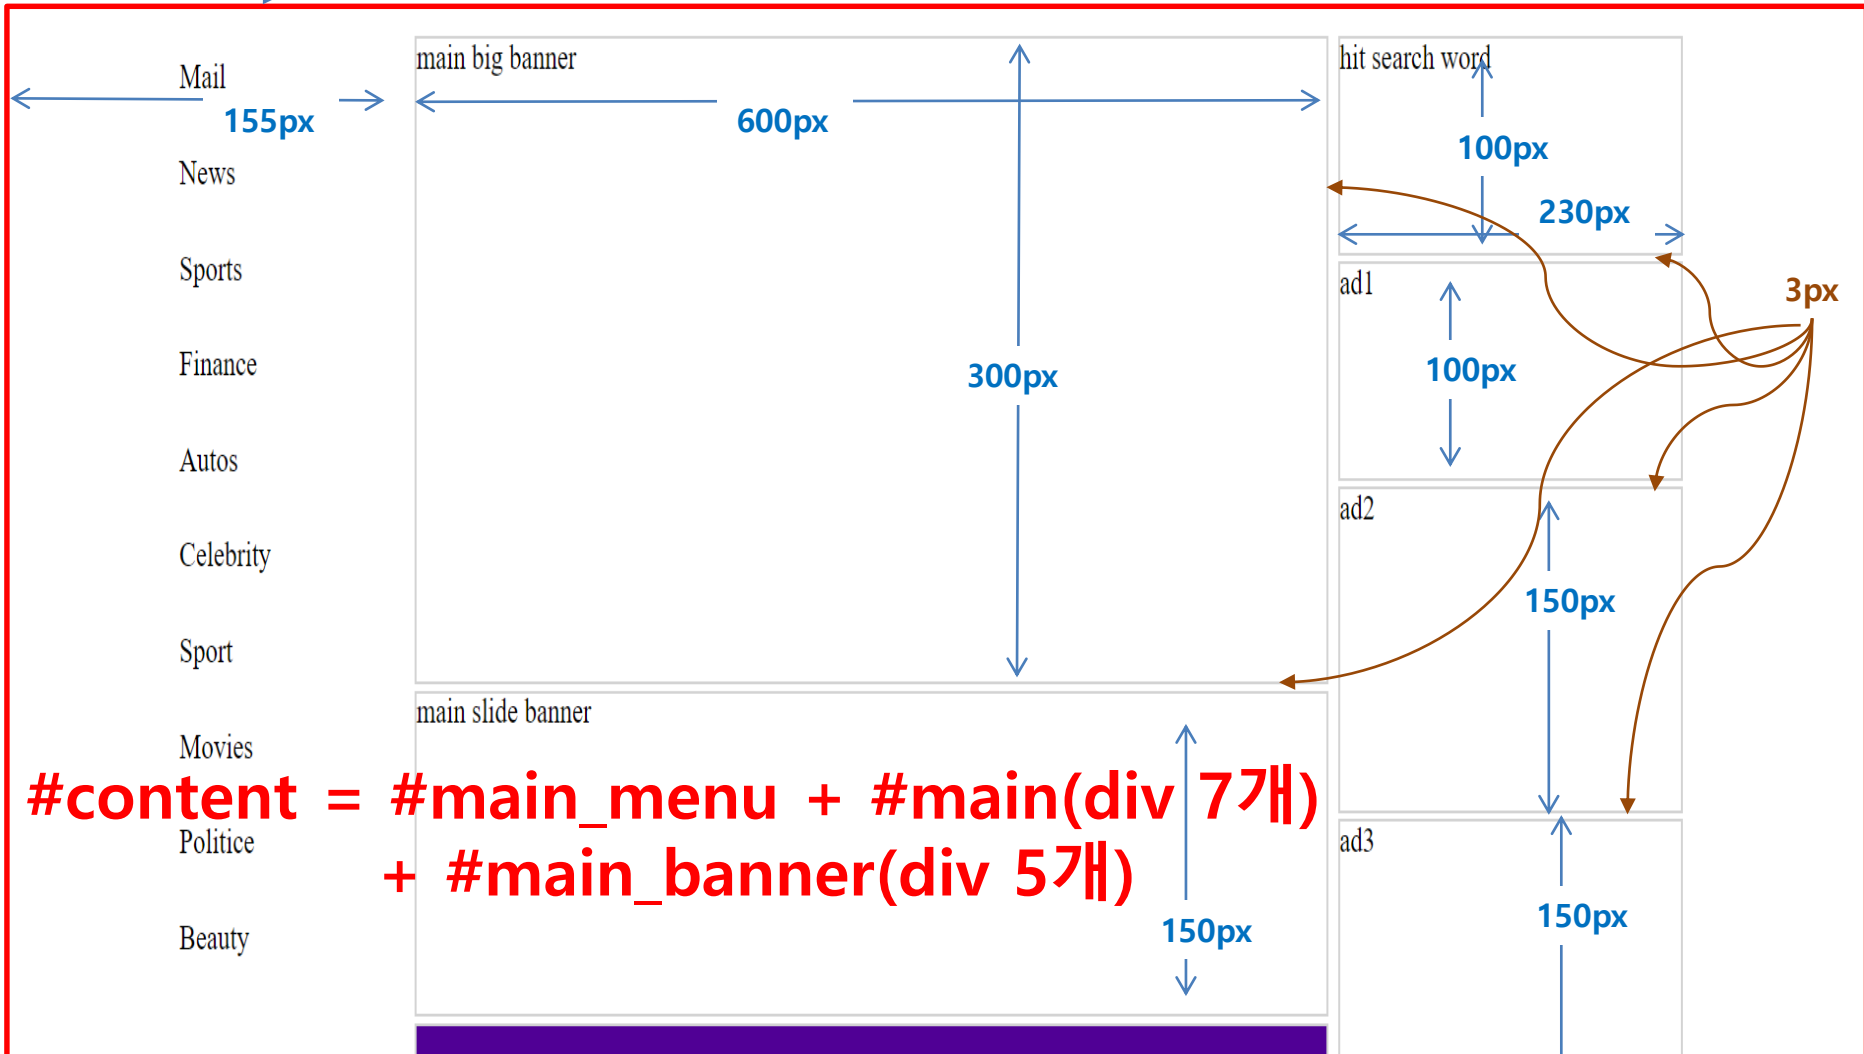 Mail
News
Sports
Finance
Autos
Celebrity
Sport
Movies
Politice
Beauty
155px
main big banner
600px
300px
main slide banner
150px
#content = #main_menu + #main(div 7개)
+ #main_banner(div 5개)
hit search word
100px
230px
ad1
100px
ad2
150px
ad3
150px
3px